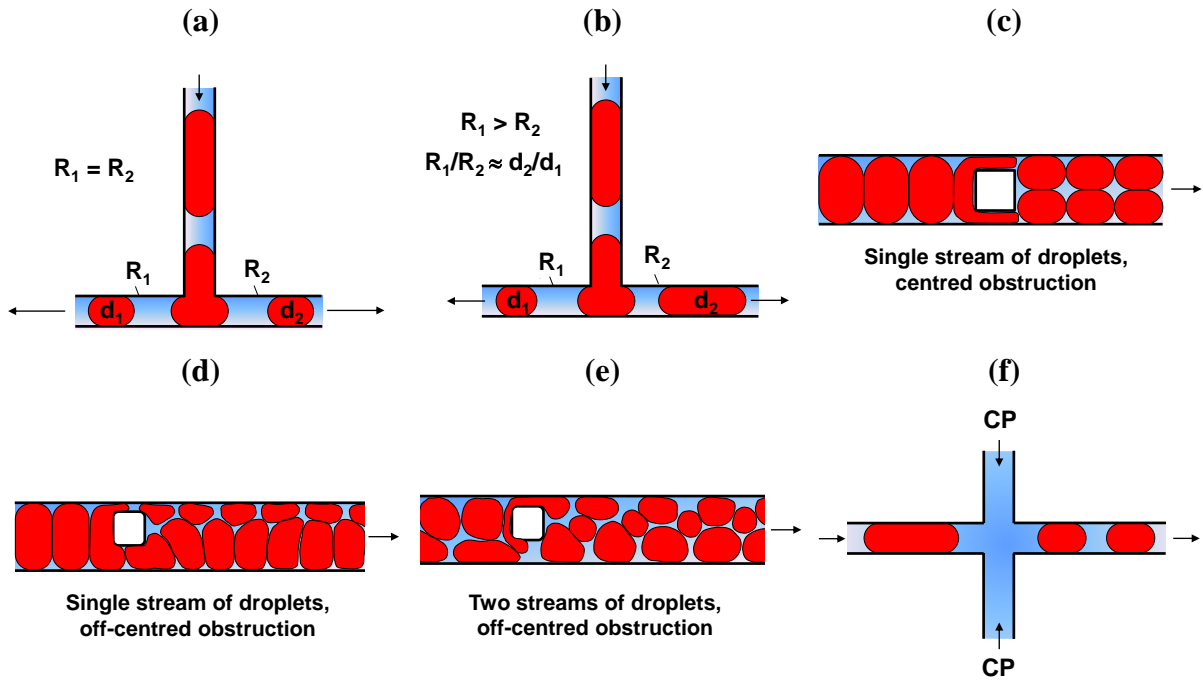 (a)
R₁ = R₂
R₁
R₂
d₁
d₂
(b)
R₁ > R₂
R₁/R₂ ≈ d₂/d₁
R₁
R₂
d₁
d₂
(c)
Single stream of droplets,
centred obstruction
(d)
Single stream of droplets,
off-centred obstruction
(e)
Two streams of droplets,
off-centred obstruction
(f)
CP
CP